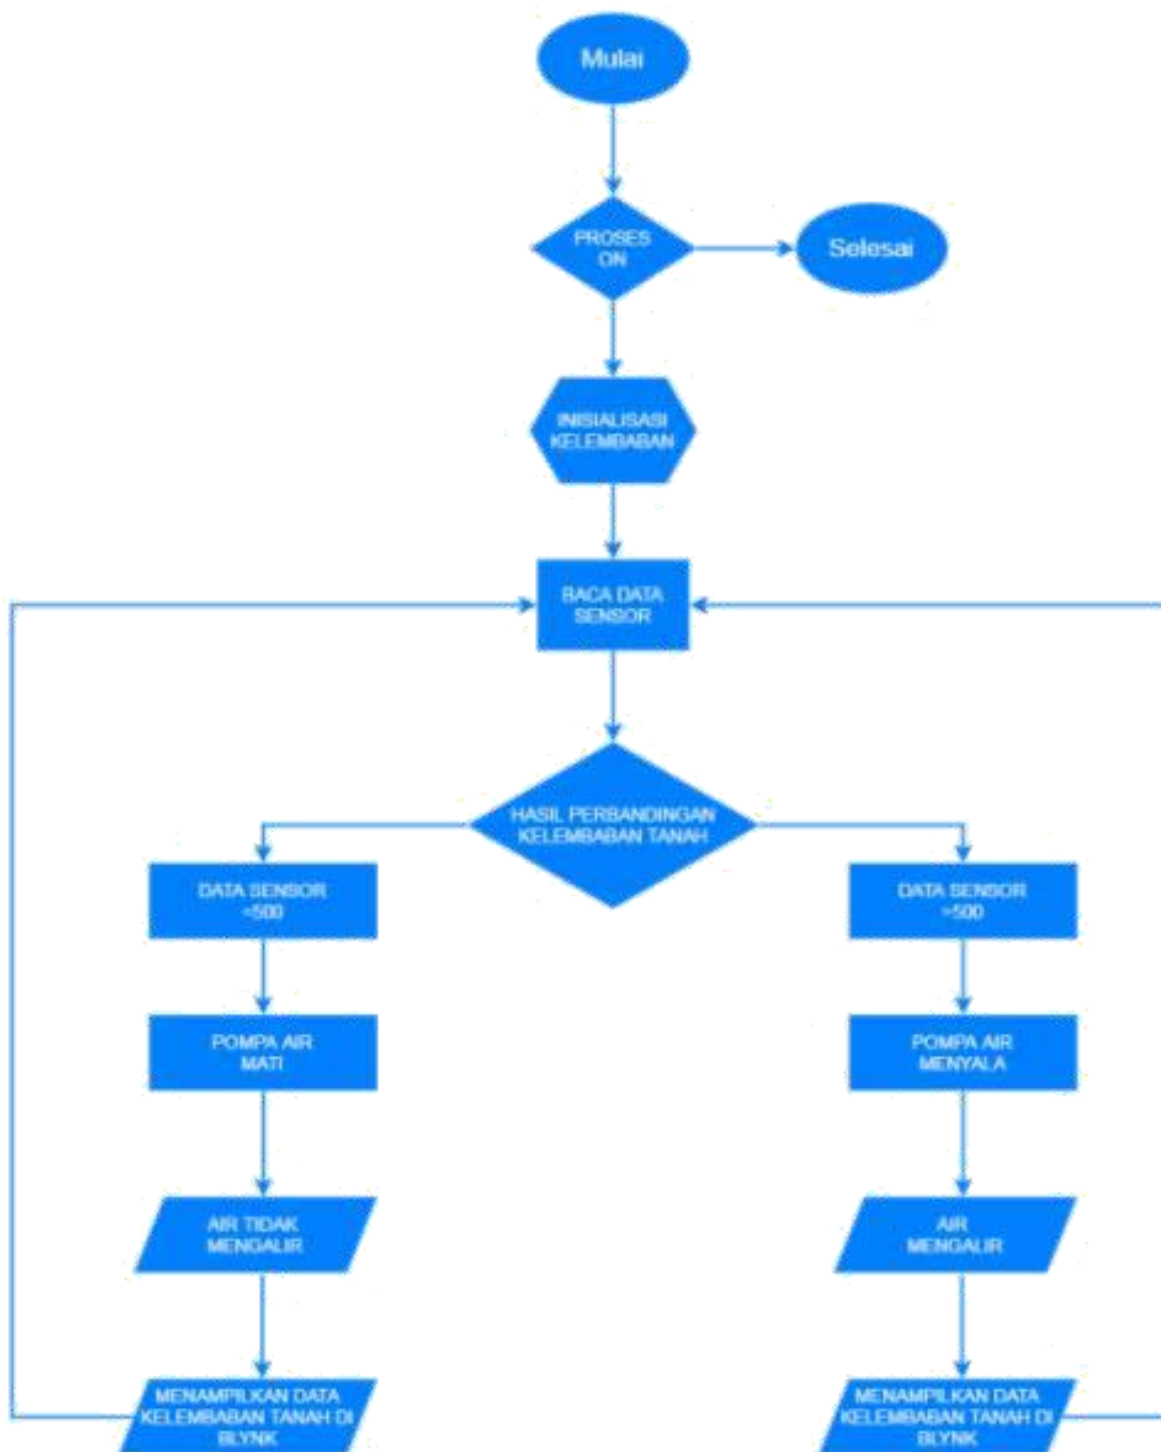 Mulai
PROSES
ON
Selesai
INISIALISASI
KELEMBABAN
BACA DATA
SENSOR
HASIL PERBANDINGAN
KELEMBABAN TANAH
DATA SENSOR
500
DATA SENSOR
500
POMPA AIR
MATI
POMPA AIR
MENYALA
AIR TIDAK
MENGALIR
AIR
MENGALIR
MENAMPILKAN DATA
KELEMBABAN TANAH DI
BLYNK
MENAMPILKAN DATA
KELEMBABAN TANAH DI
BLYNK